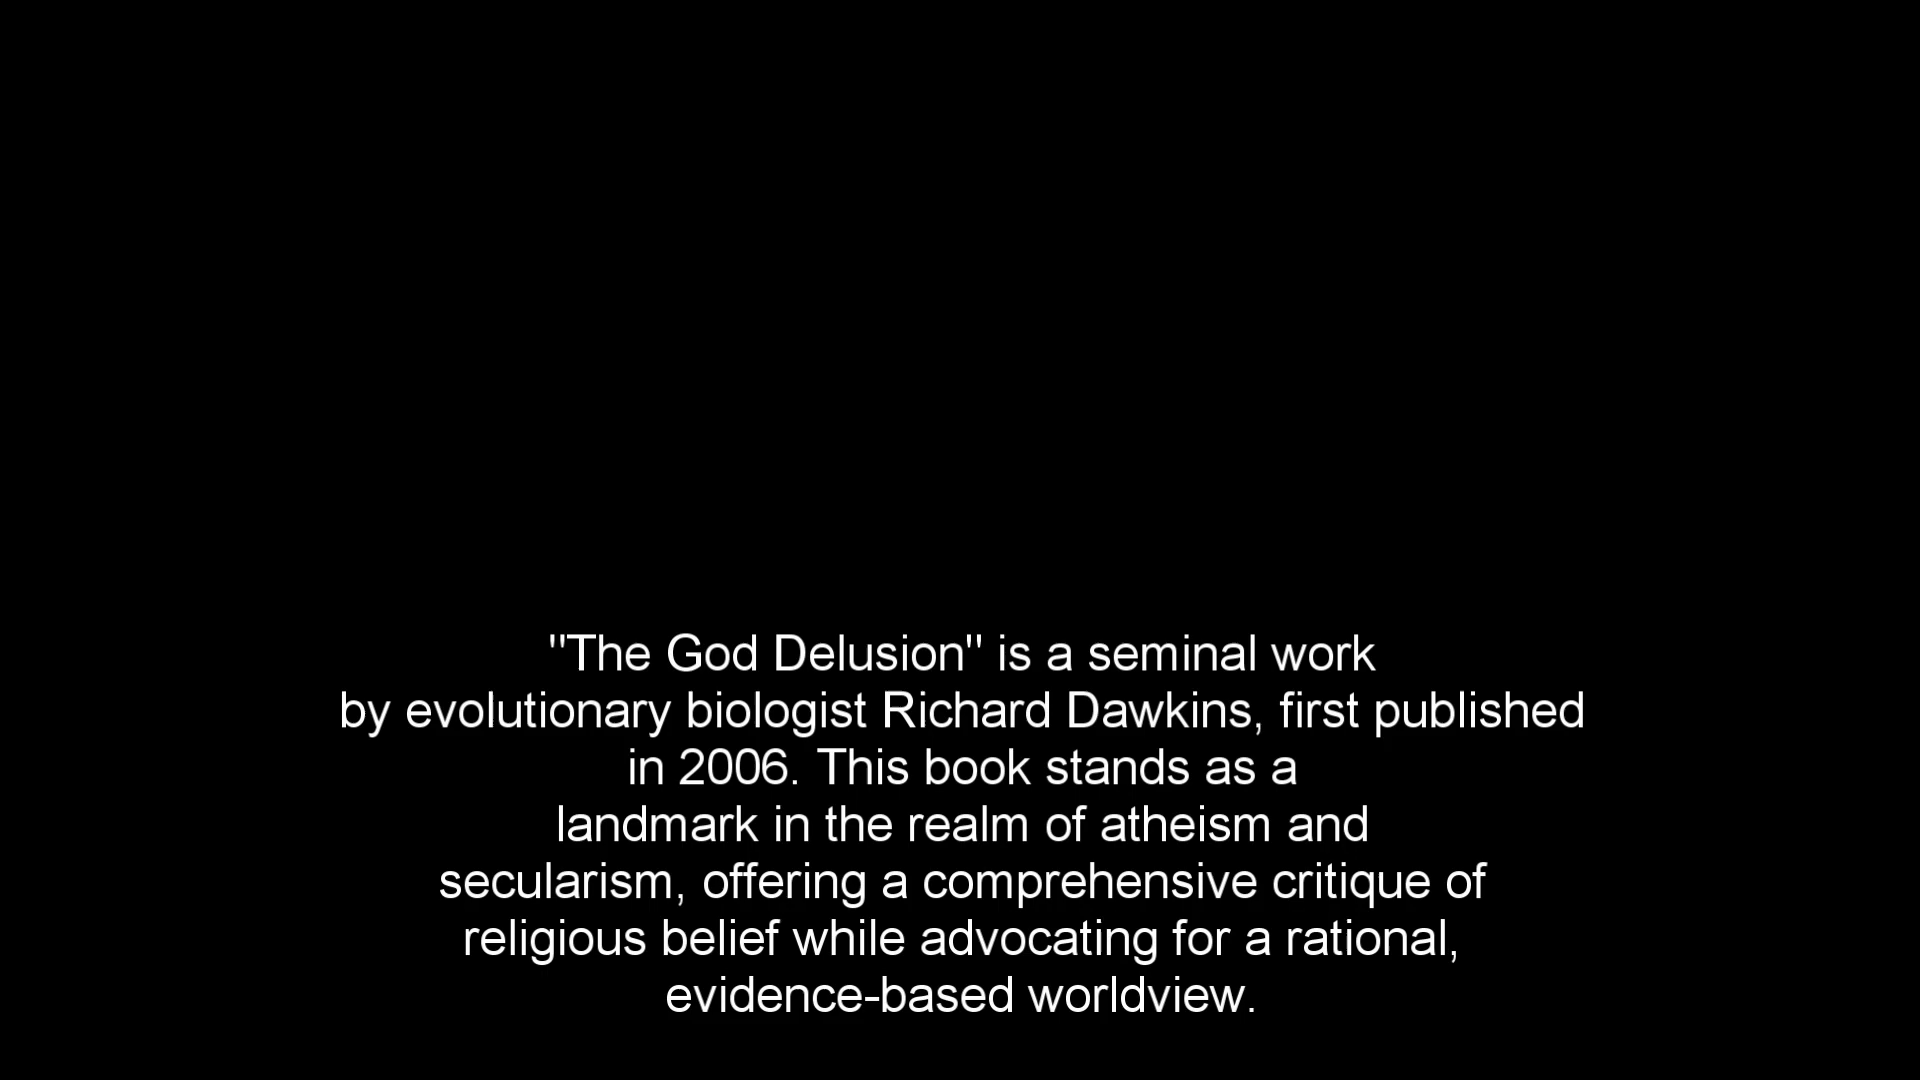 "The God Delusion" is a seminal work
by evolutionary biologist Richard Dawkins, first published
in 2006. This book stands as a
landmark in the realm of atheism and
secularism, offering a comprehensive critique of
religious belief while advocating for a rational,
evidence-based worldview.